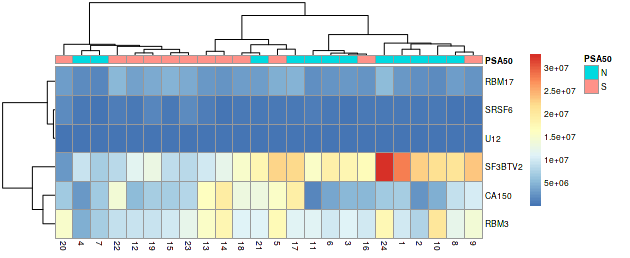 PSA50
RBM17
SRSF6
U12
SF3BTV2
CA150
RBM3
20 4 7 22 12 19 15 23 13 14 18 21 5 17 11 6 3 16 24 1 2 10 8 9
3e+07
2.5e+07
2e+07
1.5e+07
1e+07
5e+06
PSA50
N
S